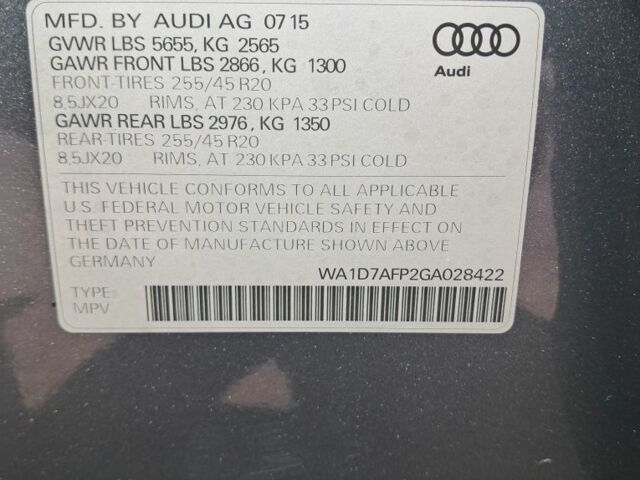 MFD. BY AUDI AG 07 15
GVWR LBS 5655, KG 2565
GAWR FRONT LBS 2866, KG 1300
FRONT-TIRES 255/45 R20
8,5JX20 RIMS, AT 230 KPA 33 PSI COLD
GAWR REAR LBS 2976, KG 1350
REAR-TIRES 255/45 R20
8,5JX20 RIMS, AT 230 KPA 33 PSI COLD
Audi
THIS VEHICLE CONFORMS TO ALL APPLICABLE
U.S. FEDERAL MOTOR VEHICLE SAFETY AND
THEFT PREVENTION STANDARDS IN EFFECT ON
THE DATE OF MANUFACTURE SHOWN ABOVE
GERMANY
WA1D7AFP2GA028422
TYPE:
MPV